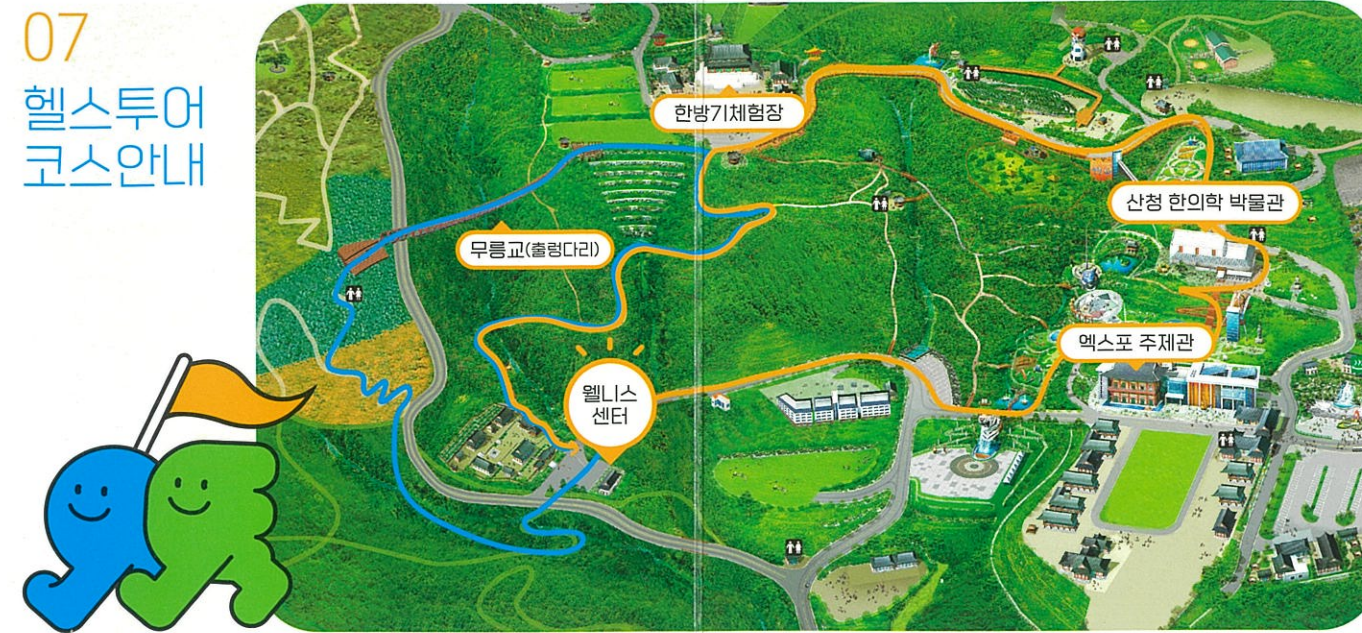 07
헬스투어
코스안내
한방기체험장
산청 한의학 박물관
무릉교(출렁다리)
엑스포 주제관
웰니스
센터